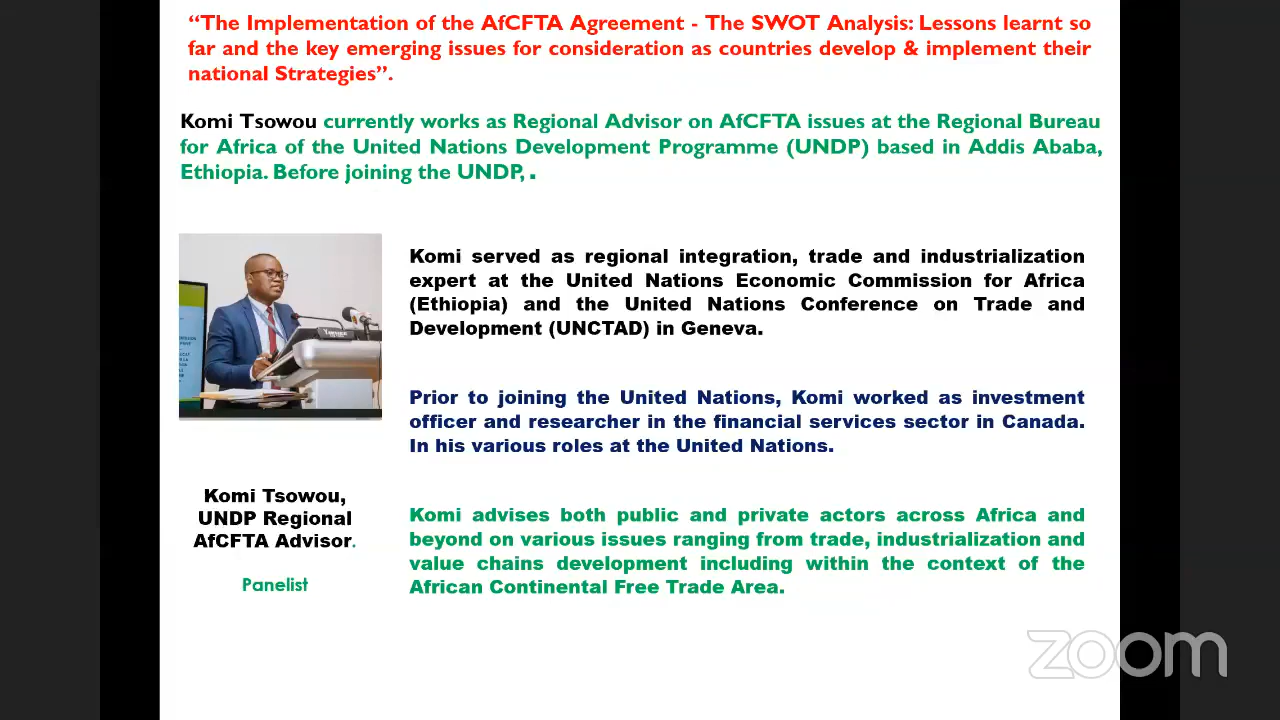 “The Implementation of the AfCFTA Agreement - The SWOT Analysis: Lessons learnt so
far and the key emerging issues for consideration as countries develop & implement their
national Strategies”.
Komi Tsowou currently works as Regional Advisor on AfCFTA issues at the Regional Bureau
for Africa of the United Nations Development Programme (UNDP) based in Addis Ababa,
Ethiopia. Before joining the UNDP, .
Komi served as regional integration, trade and industrialization
expert at the United Nations Economic Commission for Africa
(Ethiopia) and the United Nations Conference on Trade and
Development (UNCTAD) in Geneva.
Prior to joining the United Nations, Komi worked as investment
officer and researcher in the financial services sector in Canada.
In his various roles at the United Nations.
Komi Tsowou,
UNDP Regional
AfCFTA Advisor.
Panelist
Komi advises both public and private actors across Africa and
beyond on various issues ranging from trade, industrialization and
value chains development including within the context of the
African Continental Free Trade Area.
zoom